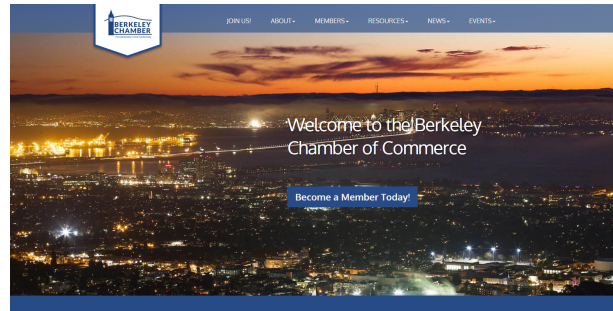 BERKELEY
CHAMBER
JOIN US!
ABOUT
MEMBERS
RESOURCES
NEWS
EVENTS
Welcome to the Berkeley
Chamber of Commerce
Become a Member Today!